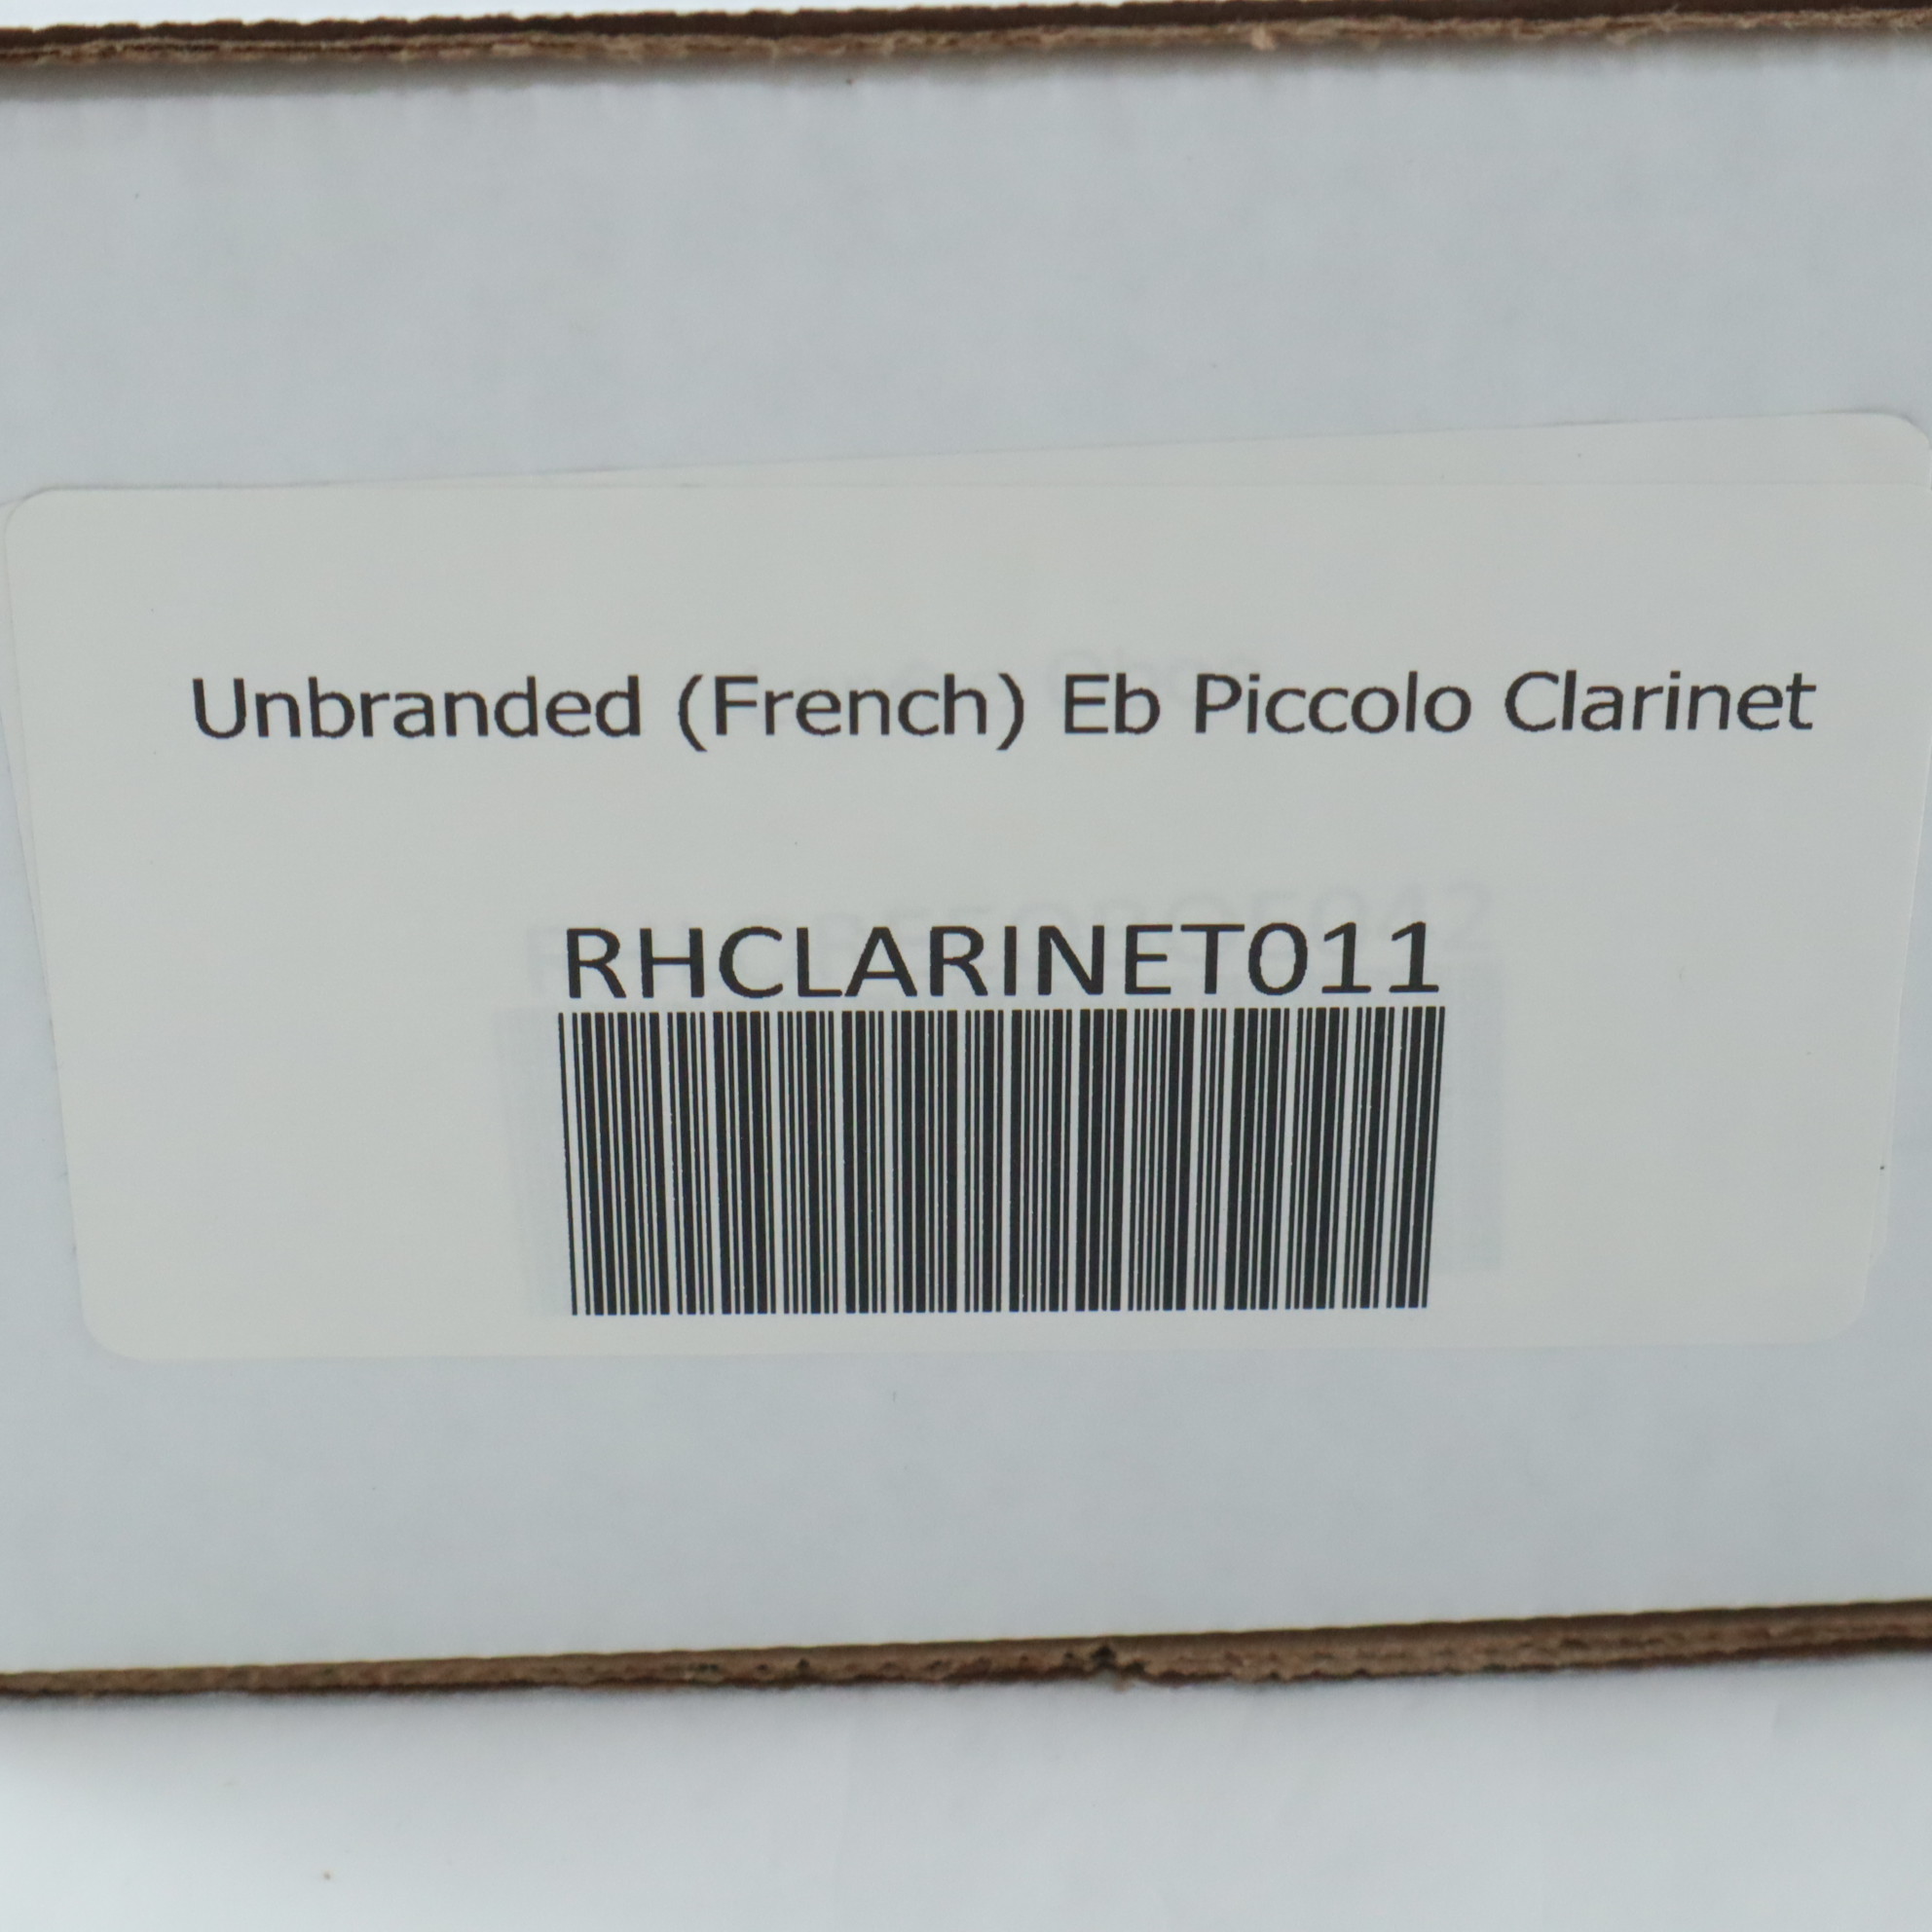 Unbranded (French) Eb Piccolo Clarinet
RHCLARINET011